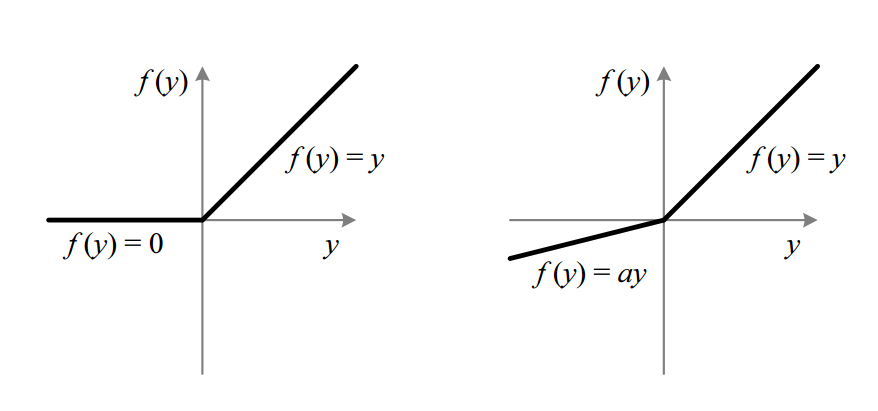 f(y)
f(y) = y
f(y) = 0
y
f(y)
f(y) = y
f(y) = ay
y